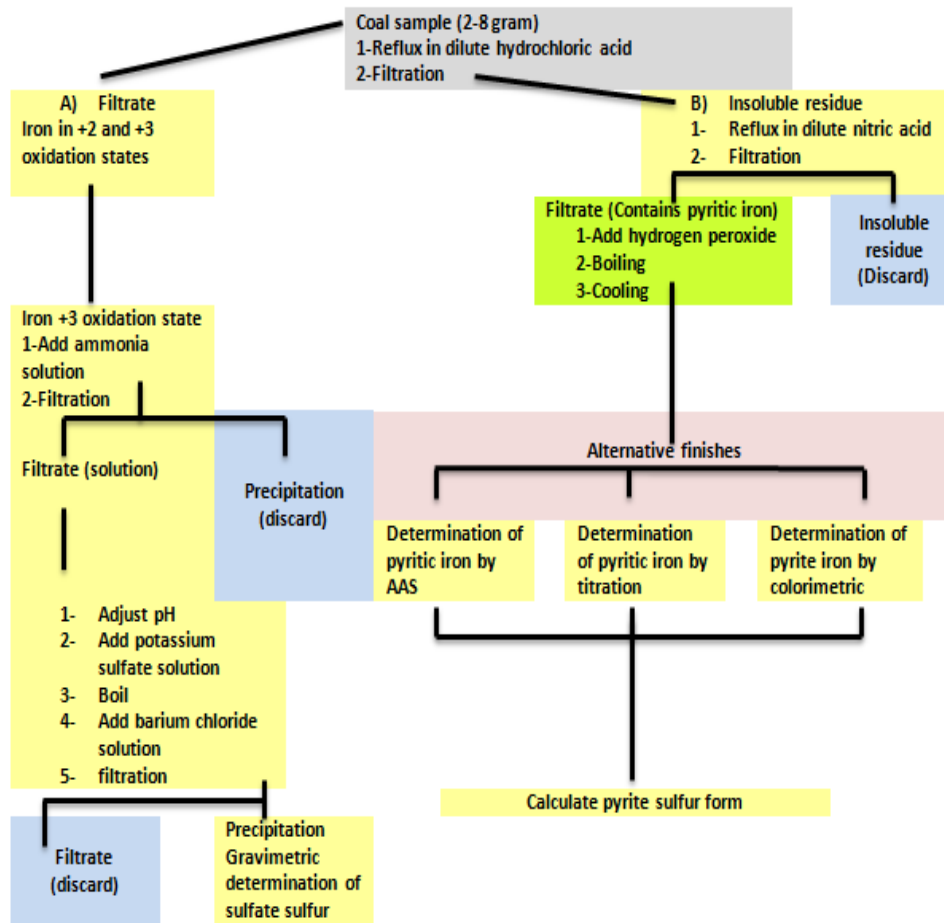 Coal sample (2-8 gram)
1-Reflux in dilute hydrochloric acid
2-Filtration
A) Filtrate
Iron in +2 and +3
oxidation states
B) Insoluble residue
1- Reflux in dilute nitric acid
2- Filtration
Filtrate (Contains pyritic iron)
1-Add hydrogen peroxide
2-Boiling
3-Cooling
Insoluble
residue
(Discard)
Iron +3 oxidation state
1-Add ammonia
solution
2-Filtration
Filtrate (solution)
Precipitation
(discard)
Alternative finishes
Determination of
pyritic iron by
AAS
Determination
of pyritic iron by
titration
Determination of
pyrite iron by
colorimetric
1- Adjust pH
2- Add potassium
sulfate solution
3- Boil
4- Add barium chloride
solution
5- filtration
Calculate pyrite sulfur form
Filtrate
(discard)
Precipitation
Gravimetric
determination of
sulfate sulfur